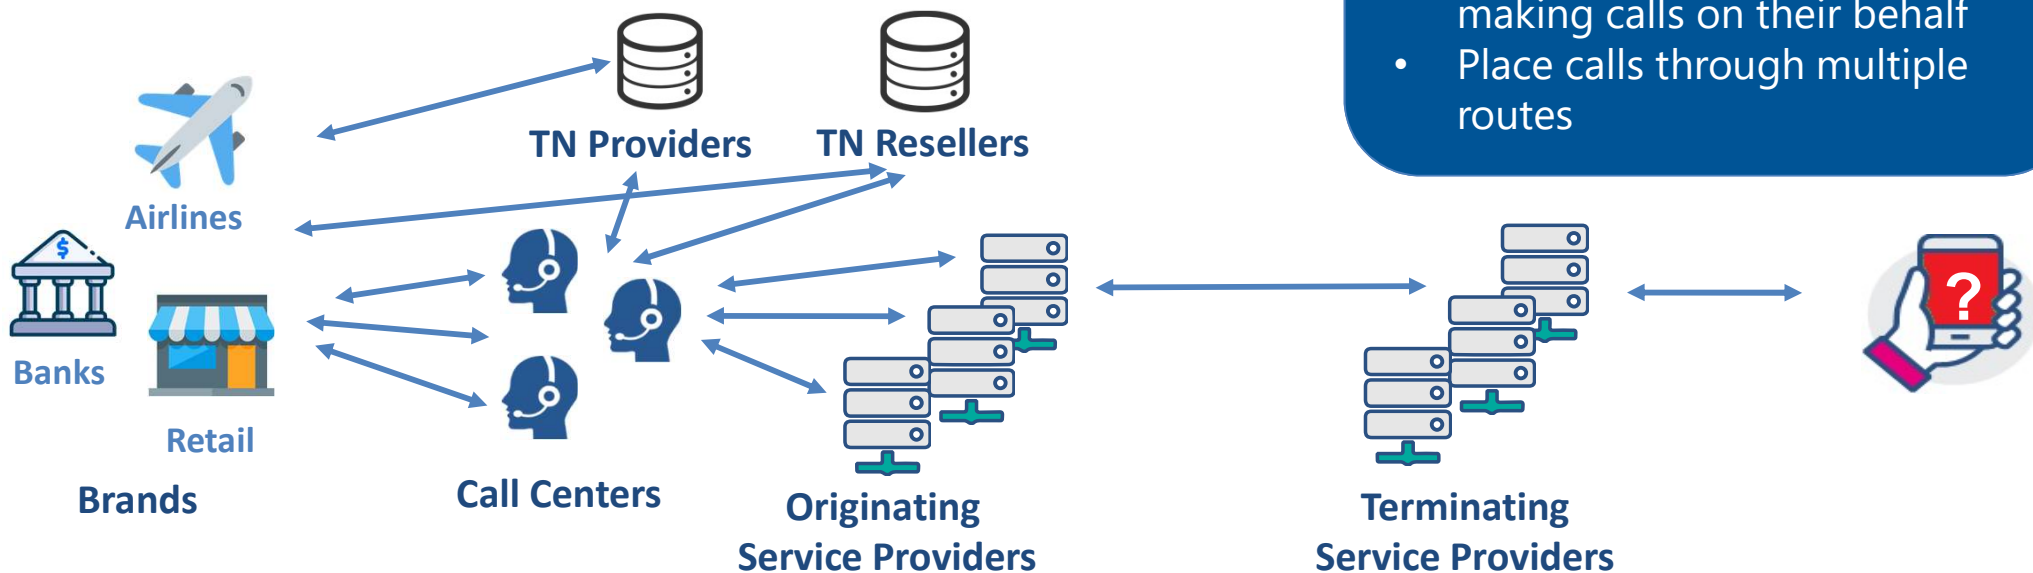 making calls on their behalf
• Place calls through multiple
routes
TN Providers
TN Resellers
Airlines
$
Banks
Retail
?
Brands
Call Centers
Originating
Service Providers
Terminating
Service Providers